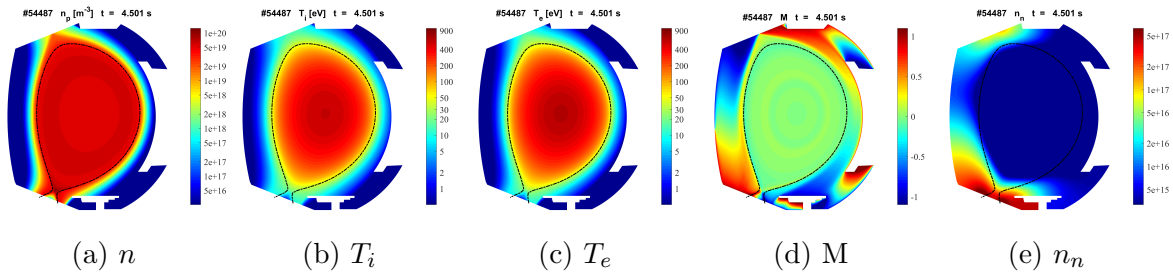 #54487 n_p [m^-3] t = 4.501 s
1e+20
5e+19
2e+19
1e+19
5e+18
2e+18
1e+18
5e+17
2e+17
1e+17
5e+16
(a) n
#54487 T_i [eV] t = 4.501 s
900
400
200
100
50
30
20
10
5
2
1
(b) T_i
#54487 T_e [eV] t = 4.501 s
900
400
200
100
50
30
20
10
5
2
1
(c) T_e
#54487 M t = 4.501 s
1
0.5
0
-0.5
-1
(d) M
#54487 n_n t = 4.501 s
5e+17
2e+17
1e+17
5e+16
2e+16
1e+16
5e+15
(e) n_n